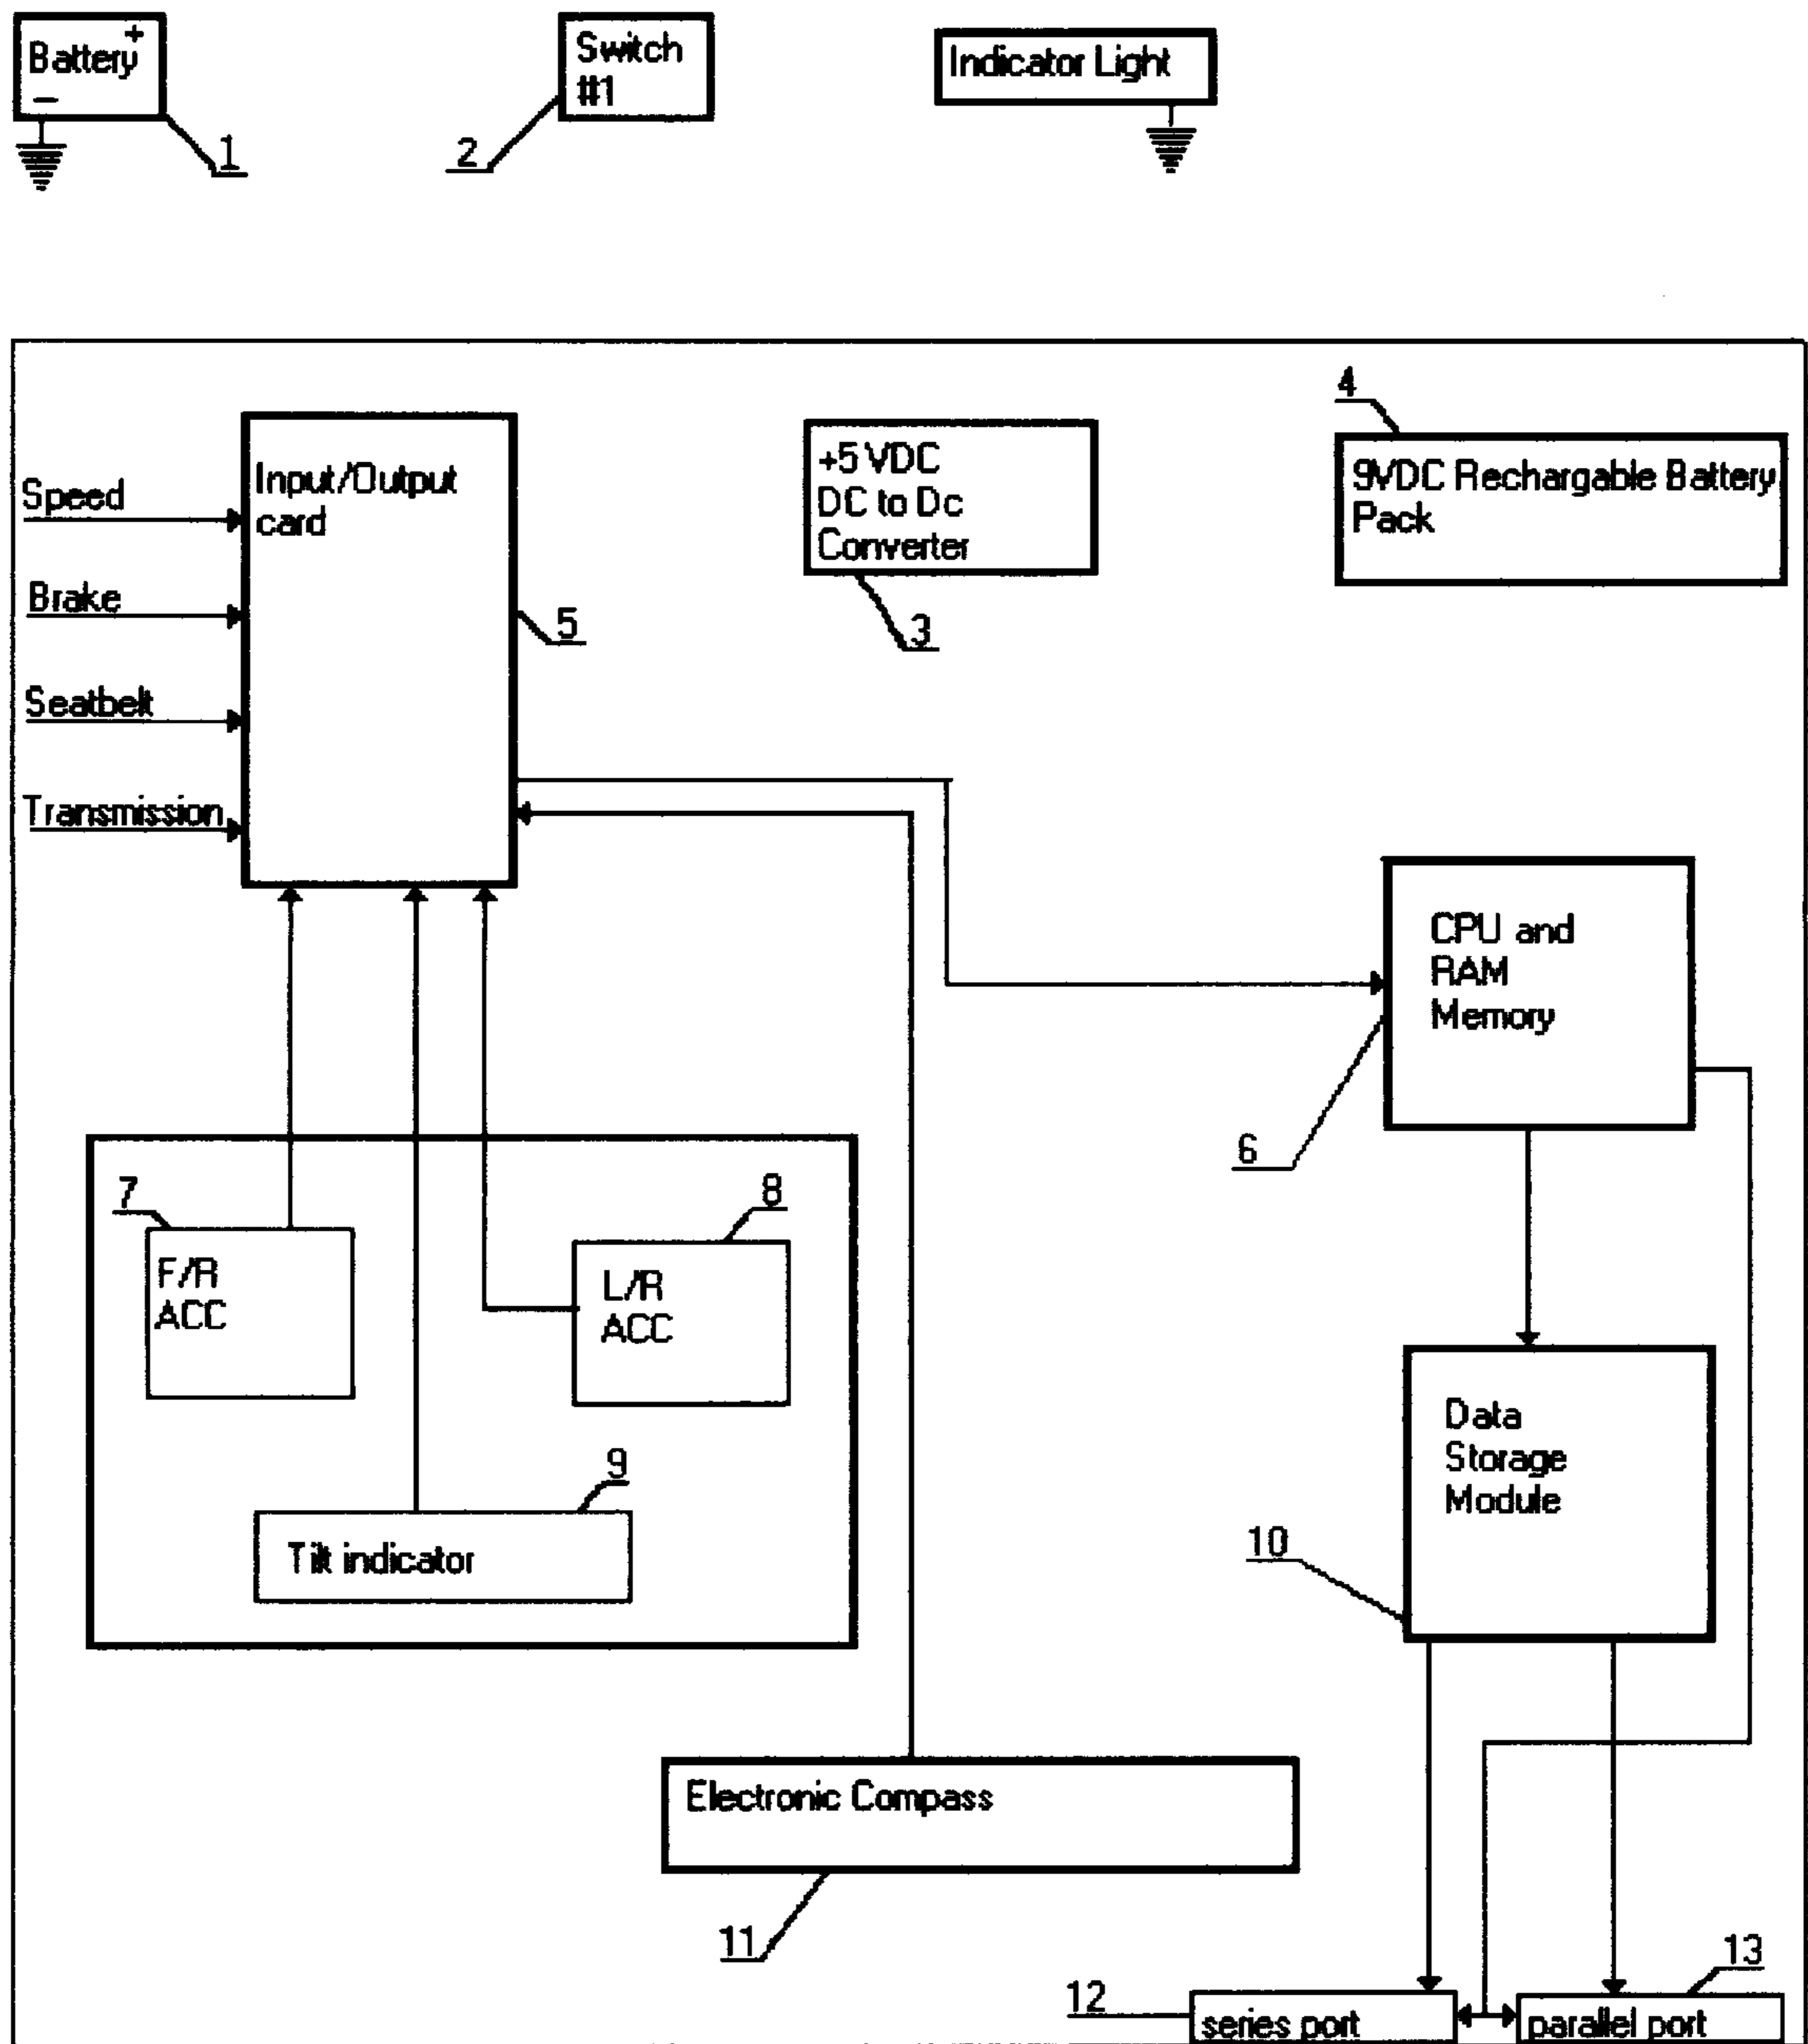 Battery
+
−
1
Switch
#1
2
Indicator Light
4
9VDC Rechargable Battery
Pack
+5 VDC
DC to Dc
Converter
3
Input/Output
card
5
Speed
Brake
Seatbelt
Transmission
CPU and
RAM
Memory
6
7
F/R
ACC
8
L/R
ACC
9
Tilt indicator
Data
Storage
Module
10
Electronic Compass
11
12
series port
13
parallel port